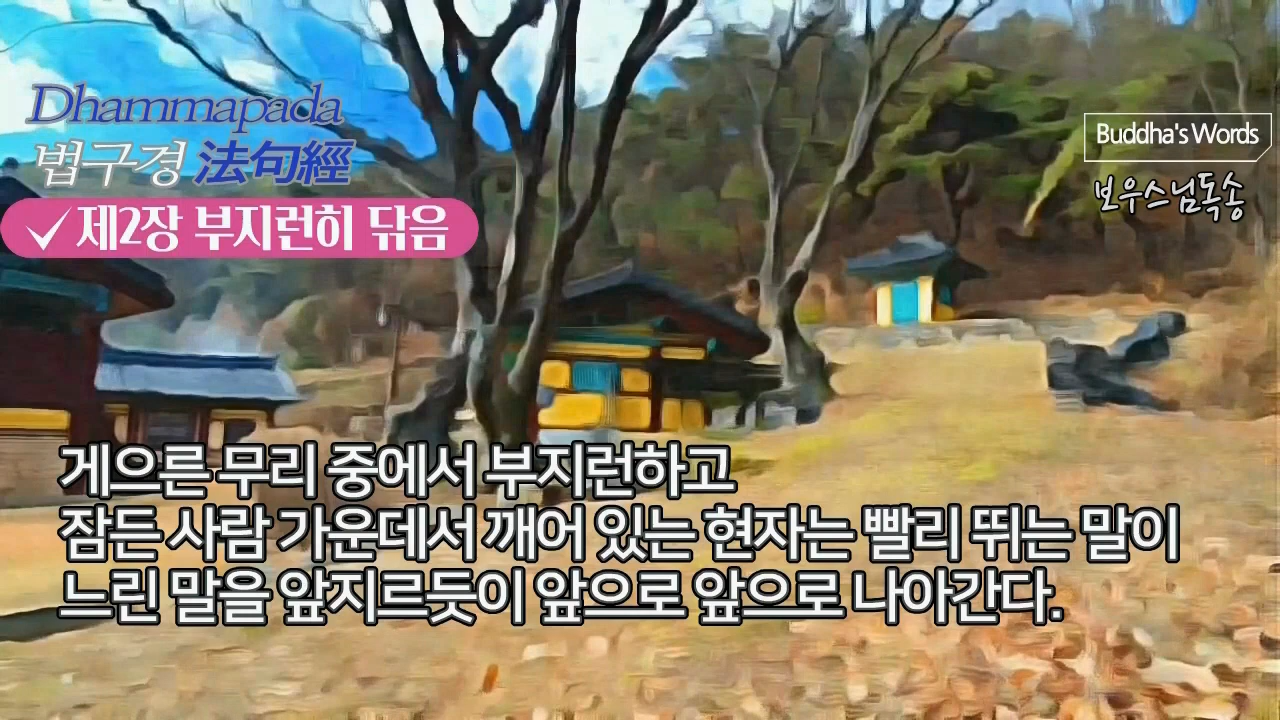 Dhammapada
법구경 法句經
✓제2장 부지런히 닦음
Buddha's Words
보우스님독송
게으른 무리 중에서 부지런하고
잠든 사람 가운데서 깨어 있는 현자는 빨리 뛰는 말이
느린 말을 앞지르듯이 앞으로 앞으로 나아간다.